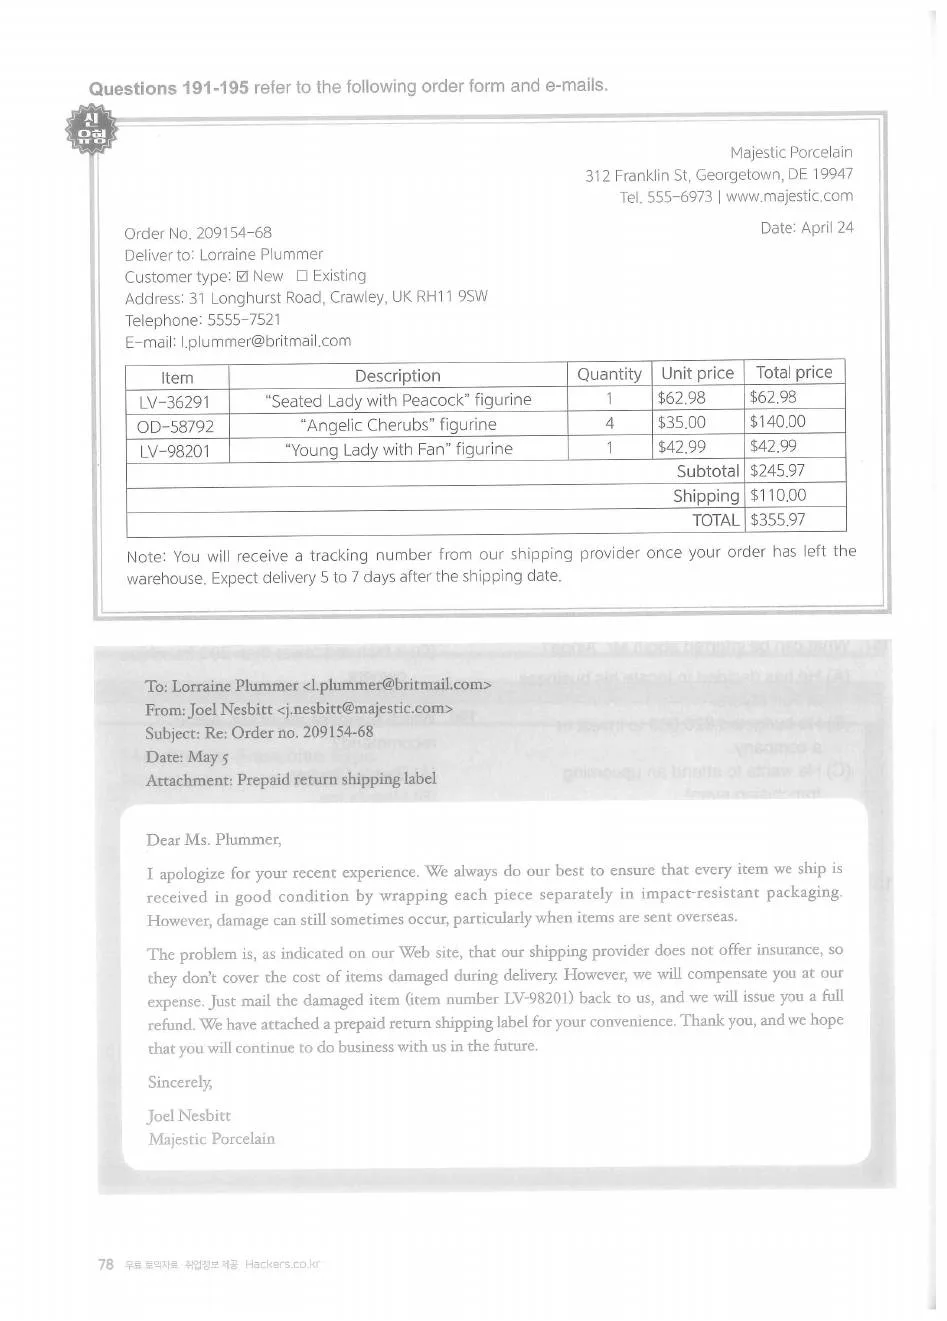 Questions 191-195 refer to the following order form and e-mails.
신
유형
Majestic Porcelain
312 Franklin St, Georgetown, DE 19947
Tel. 555-6973 | www.majestic.com
Date: April 24
Order No. 209154-68
Deliver to: Lorraine Plummer
Customer type: ☑ New ☐ Existing
Address: 31 Longhurst Road, Crawley, UK RH11 9SW
Telephone: 5555-7521
E-mail: l.plummer@britmail.com
Item Description Quantity Unit price Total price
LV-36291 “Seated Lady with Peacock” figurine 1 $62.98 $62.98
OD-58792 “Angelic Cherubs” figurine 4 $35.00 $140.00
LV-98201 “Young Lady with Fan” figurine 1 $42.99 $42.99
Subtotal $245.97
Shipping $110.00
TOTAL $355.97
Note: You will receive a tracking number from our shipping provider once your order has left the
warehouse. Expect delivery 5 to 7 days after the shipping date.
To: Lorraine Plummer <l.plummer@britmail.com>
From: Joel Nesbitt <j.nesbitt@majestic.com>
Subject: Re: Order no. 209154-68
Date: May 5
Attachment: Prepaid return shipping label
Dear Ms. Plummer,
I apologize for your recent experience. We always do our best to ensure that every item we ship is
received in good condition by wrapping each piece separately in impact-resistant packaging.
However, damage can still sometimes occur, particularly when items are sent overseas.
The problem is, as indicated on our Web site, that our shipping provider does not offer insurance, so
they don't cover the cost of items damaged during delivery. However, we will compensate you at our
expense. Just mail the damaged item (item number LV-98201) back to us, and we will issue you a full
refund. We have attached a prepaid return shipping label for your convenience. Thank you, and we hope
that you will continue to do business with us in the future.
Sincerely,
Joel Nesbitt
Majestic Porcelain
78 무료 토익자료·취업정보 제공 Hackers.co.kr